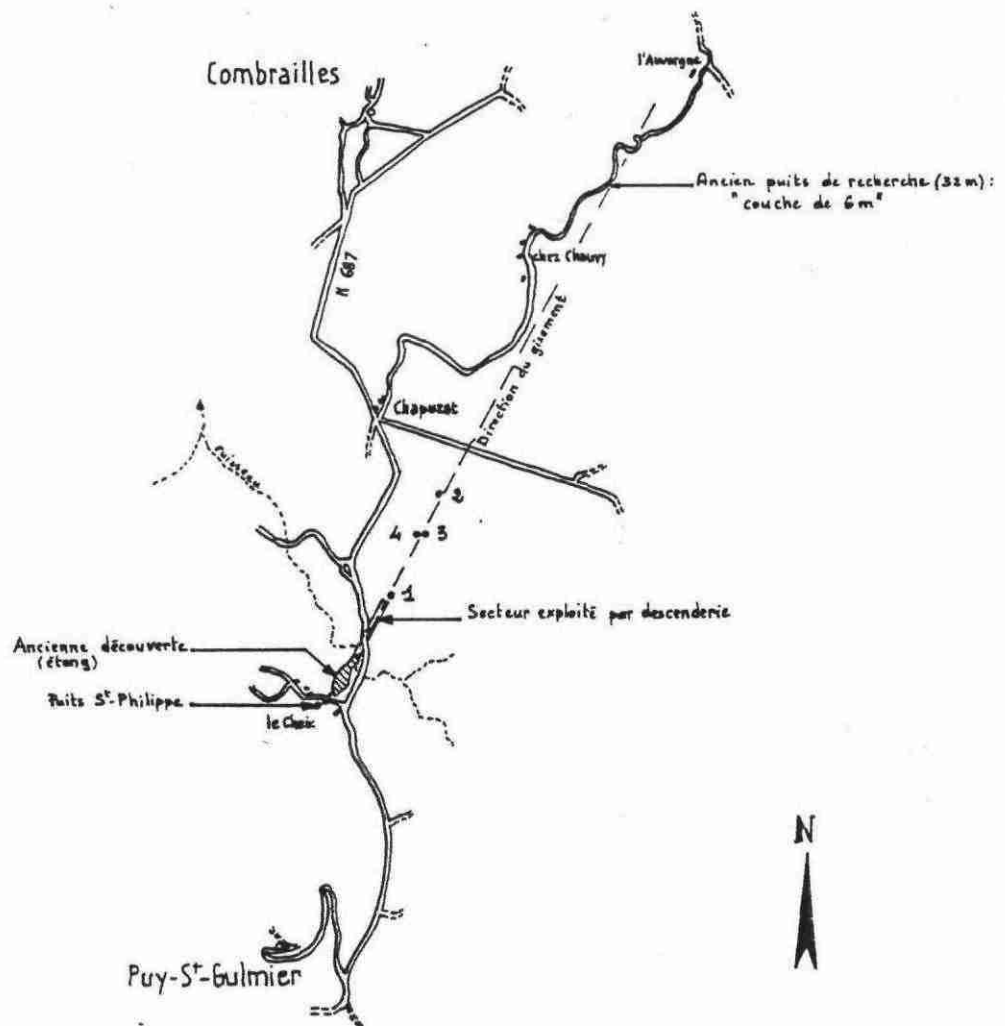 Combrailles
l'Auvergne
Ancien puits de recherche (32 m) :
"couche de 6 m"
chez Chauvy
N 687
Direction du gisement
Chapuzat
ruisseau
2
4 3
1
Secteur exploité par descenderie
Ancienne découverte
(étang)
Puits St-Philippe
le Cheix
N
Puy-St-Gulmier